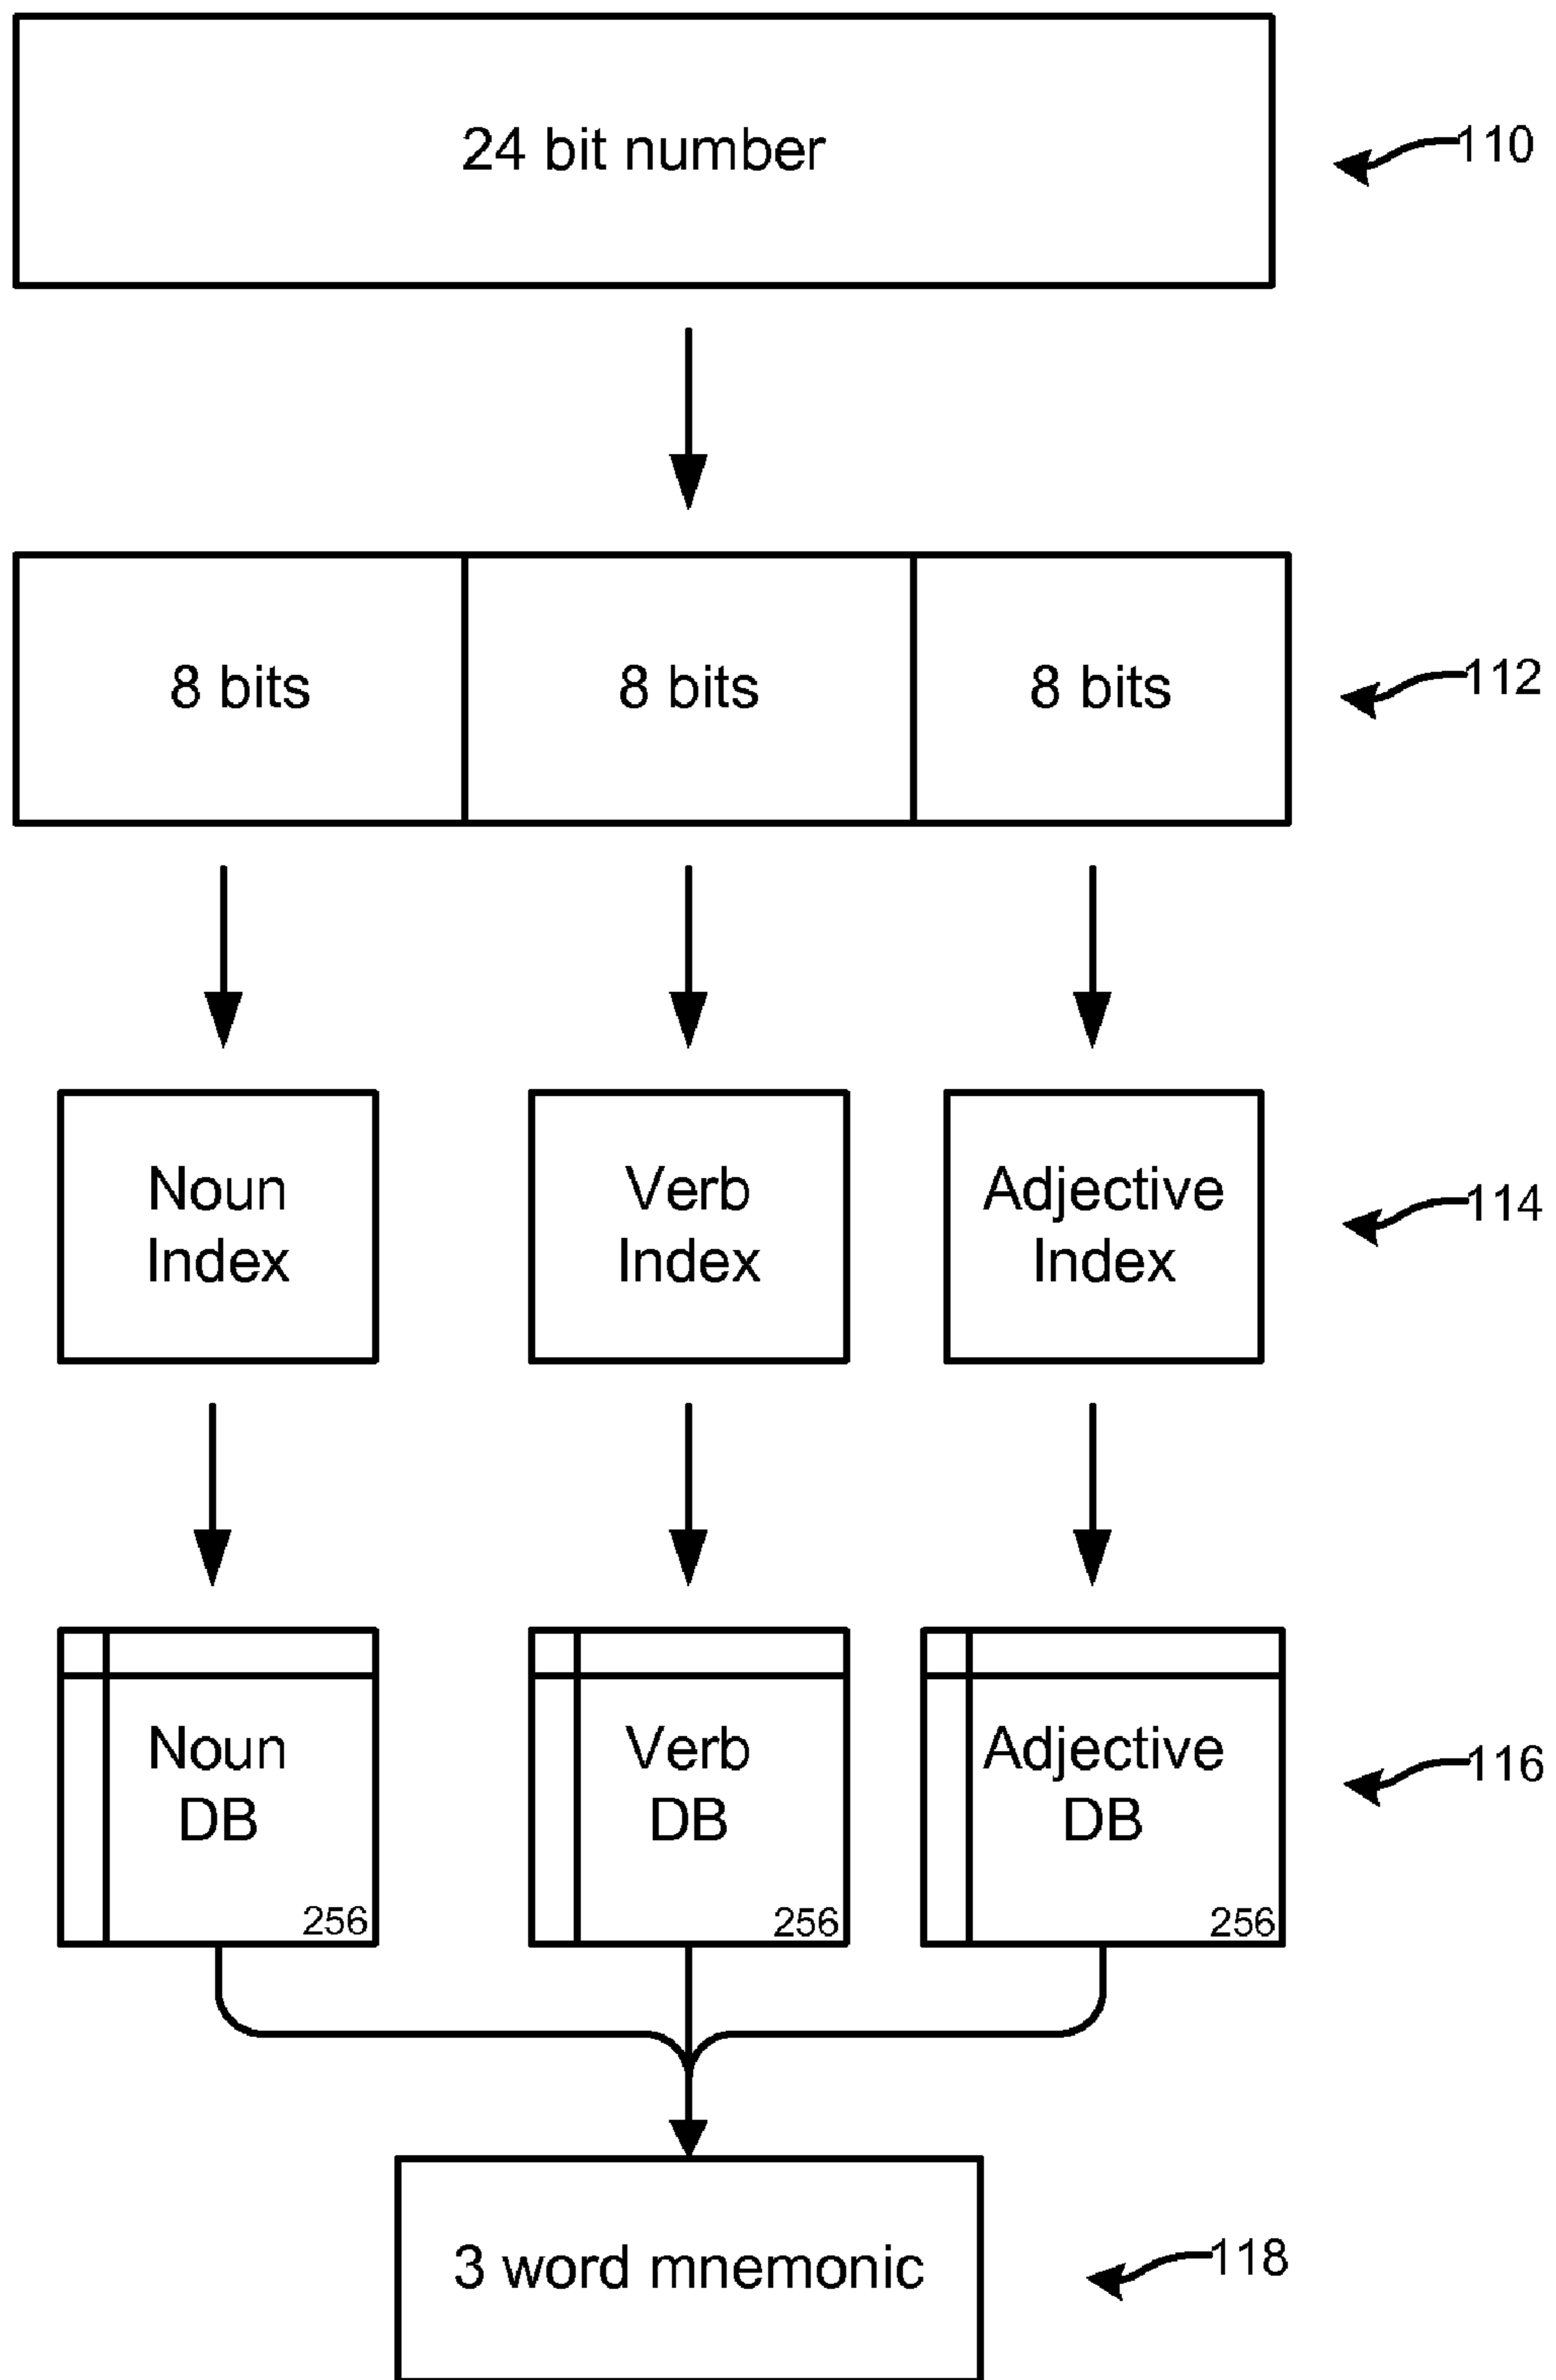 24 bit number
110
8 bits
8 bits
8 bits
112
Noun
Index
Verb
Index
Adjective
Index
114
Noun
DB
256
Verb
DB
256
Adjective
DB
256
116
3 word mnemonic
118